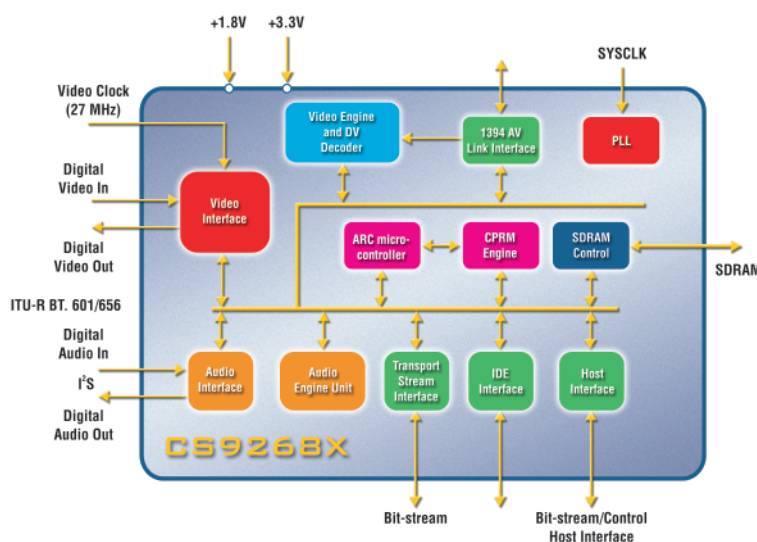 +1.8V
+3.3V
SYSCLK
Video Clock
(27 MHz)
Video Engine
and DV
Decoder
1394 AV
Link Interface
PLL
Digital
Video In
Video
Interface
Digital
Video Out
ARC micro-
controller
CPRM
Engine
SDRAM
Control
SDRAM
ITU-R BT. 601/656
Digital
Audio In
I²S
Digital
Audio Out
Audio
Interface
Audio
Engine Unit
Transport
Stream
Interface
IDE
Interface
Host
Interface
CS9268X
Bit-stream
Bit-stream/Control
Host Interface